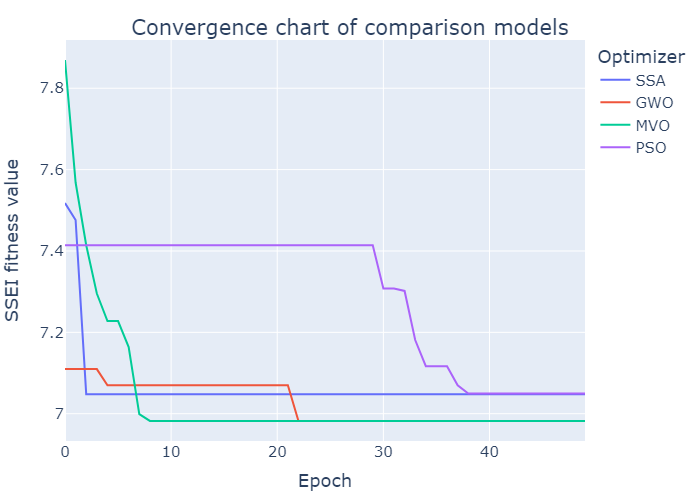 Convergence chart of comparison models
Optimizer
SSA
GWO
MVO
PSO
SSEI fitness value
7.8
7.6
7.4
7.2
7
0
10
20
30
40
Epoch